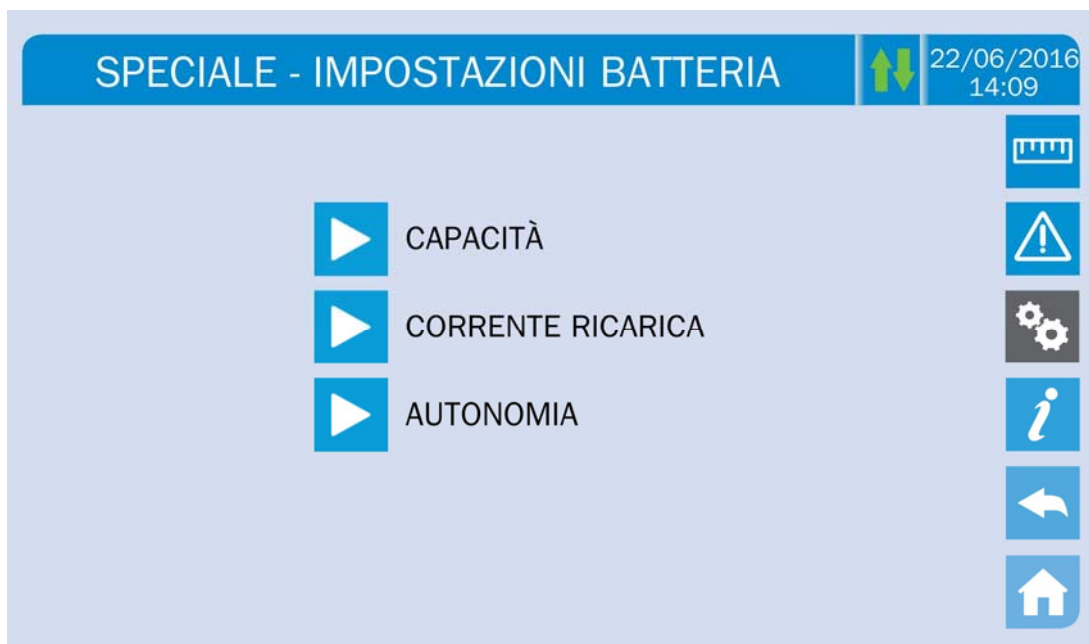 SPECIALE - IMPOSTAZIONI BATTERIA
22/06/2016
14:09
CAPACITÀ
CORRENTE RICARICA
AUTONOMIA